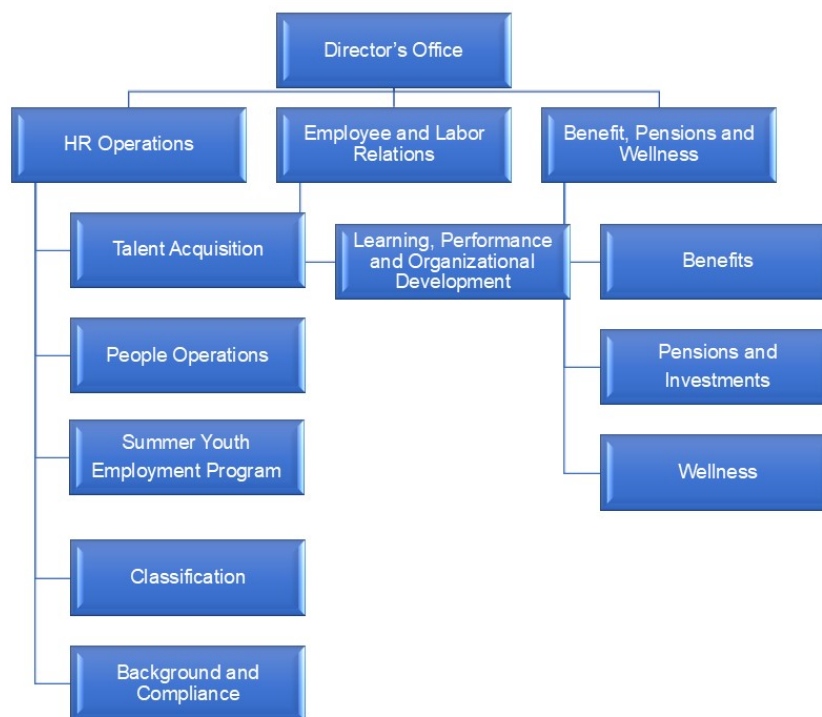 Director's Office
HR Operations
Employee and Labor
Relations
Benefit, Pensions and
Wellness
Talent Acquisition
People Operations
Summer Youth
Employment Program
Classification
Background and
Compliance
Learning, Performance
and Organizational
Development
Benefits
Pensions and
Investments
Wellness